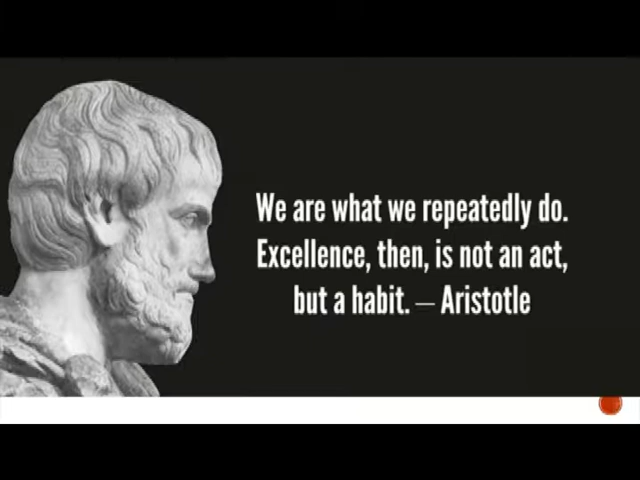 We are what we repeatedly do.
Excellence, then, is not an act,
but a habit. — Aristotle